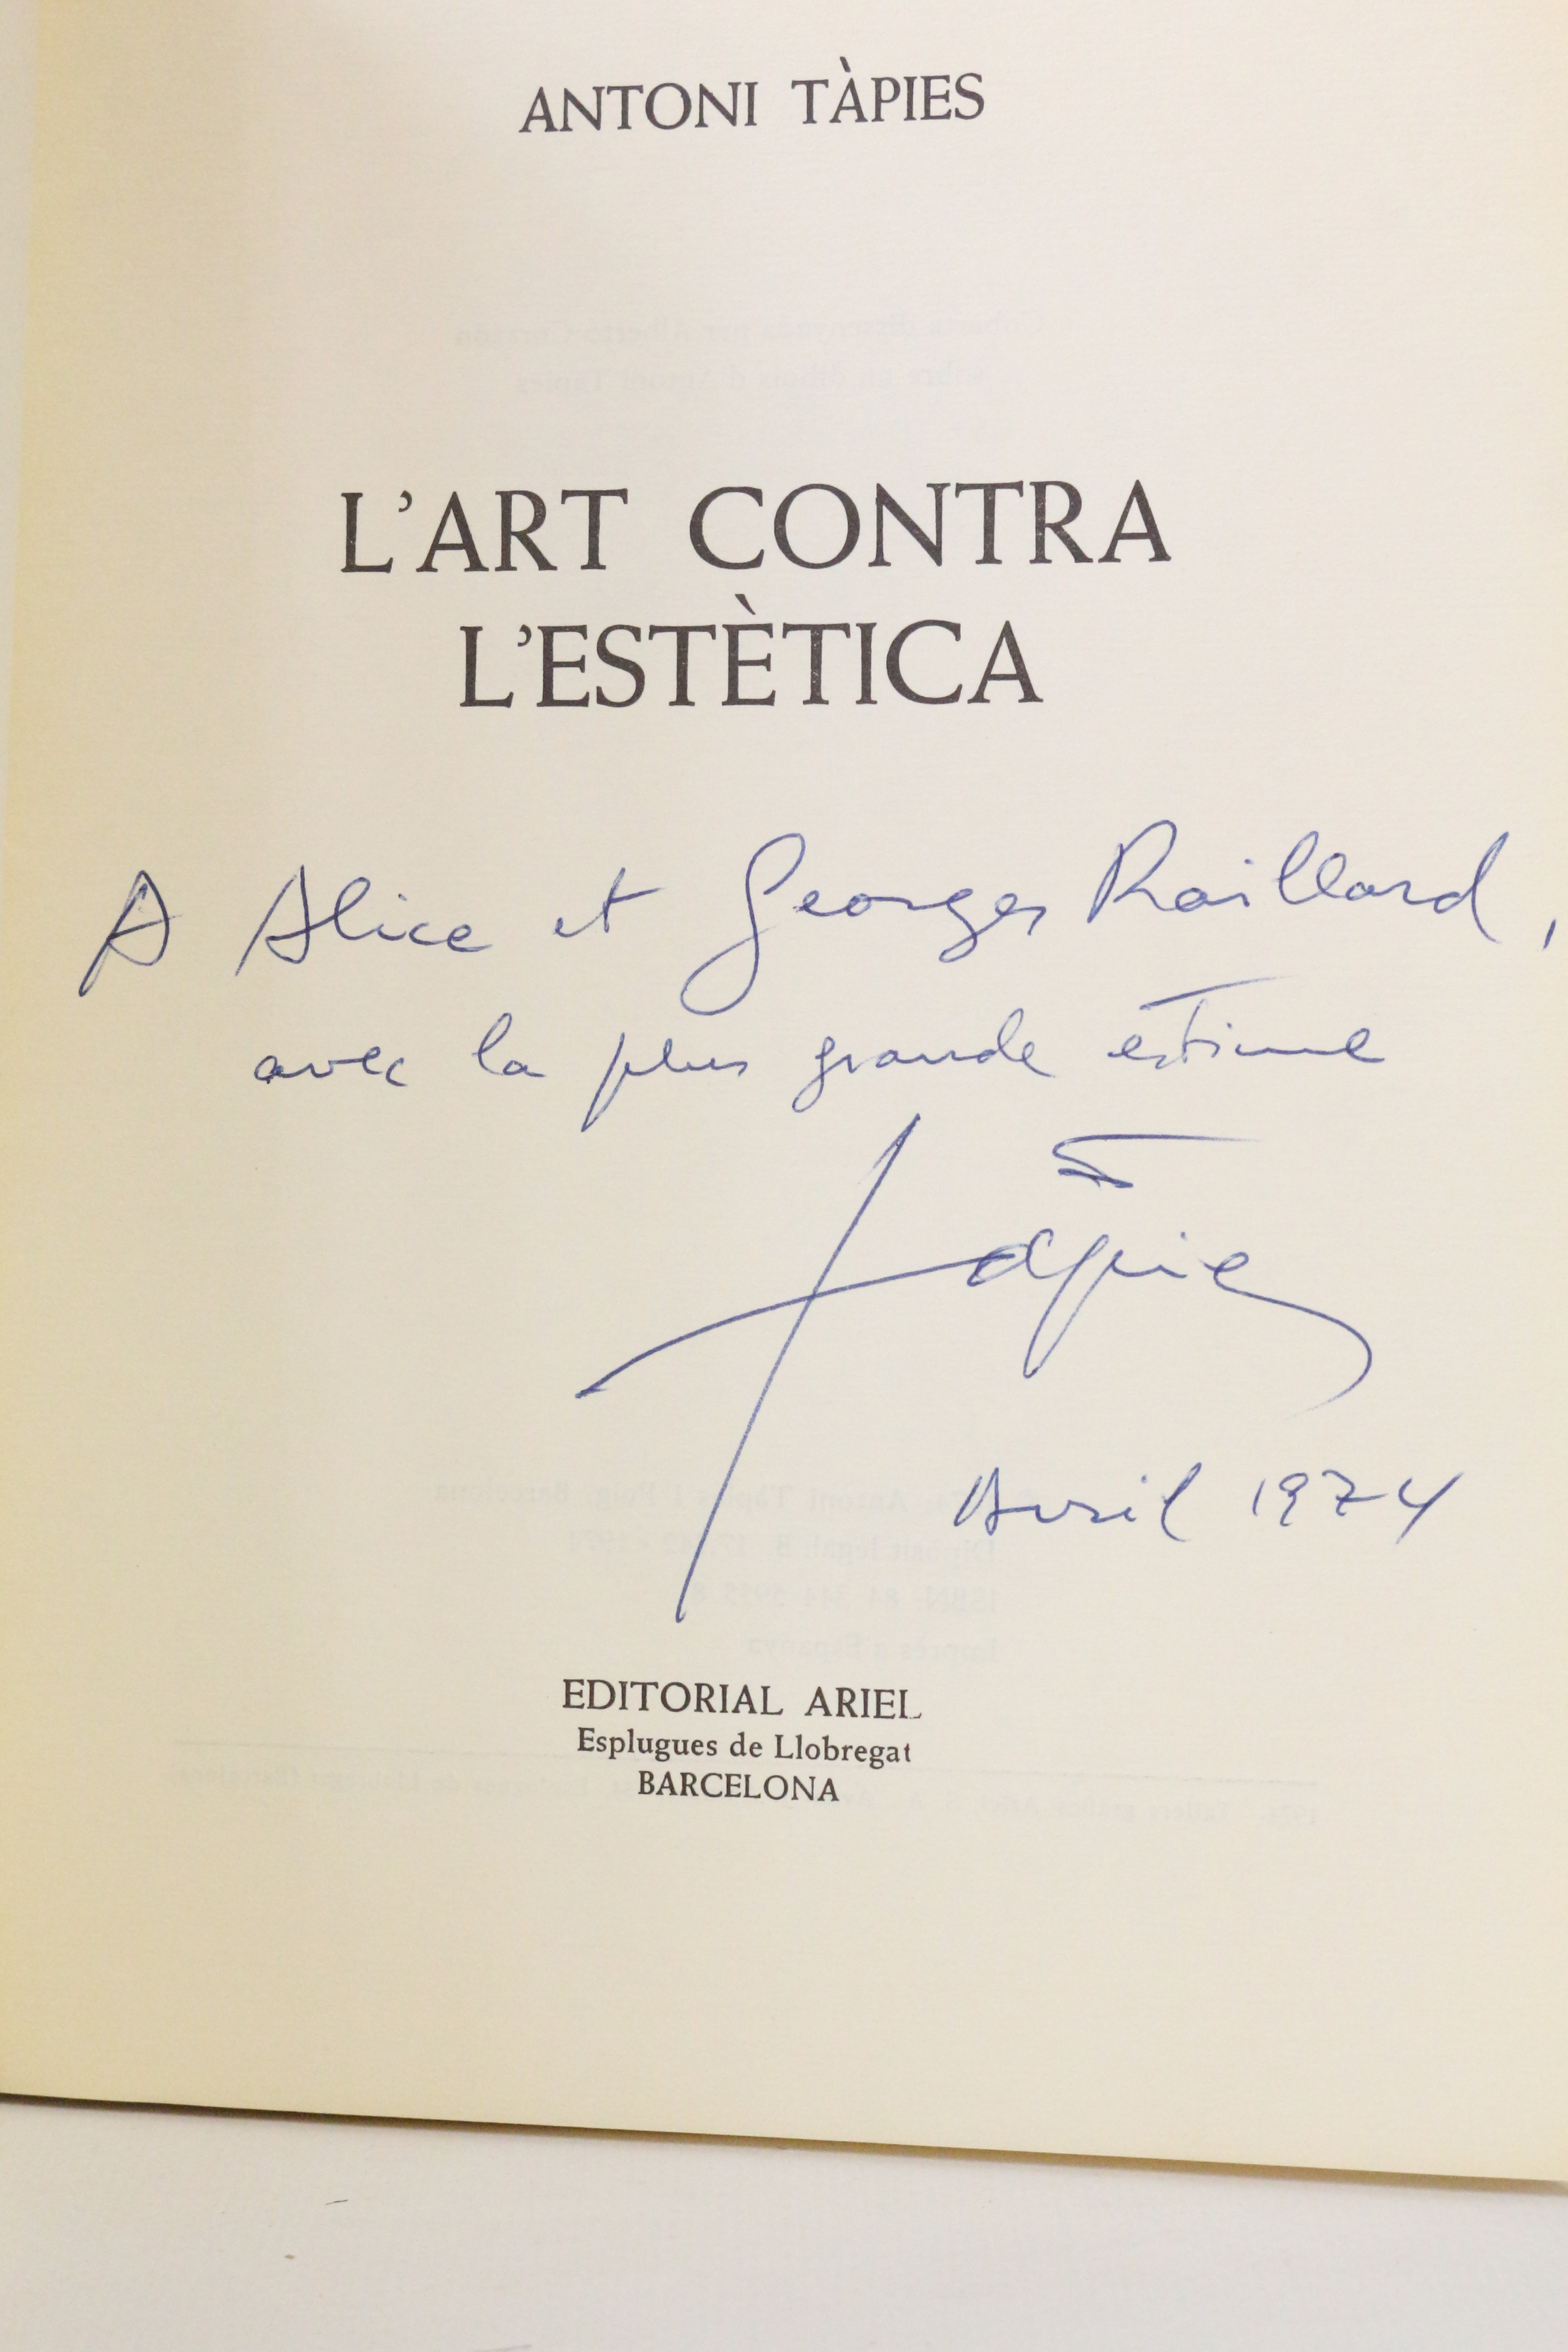 ANTONI TÀPIES
L'ART CONTRA
L'ESTÈTICA
A Alice et Georges Raillard,
avec la plus grande estime
Tàpies
Avril 1974
EDITORIAL ARIEL
Esplugues de Llobregat
BARCELONA